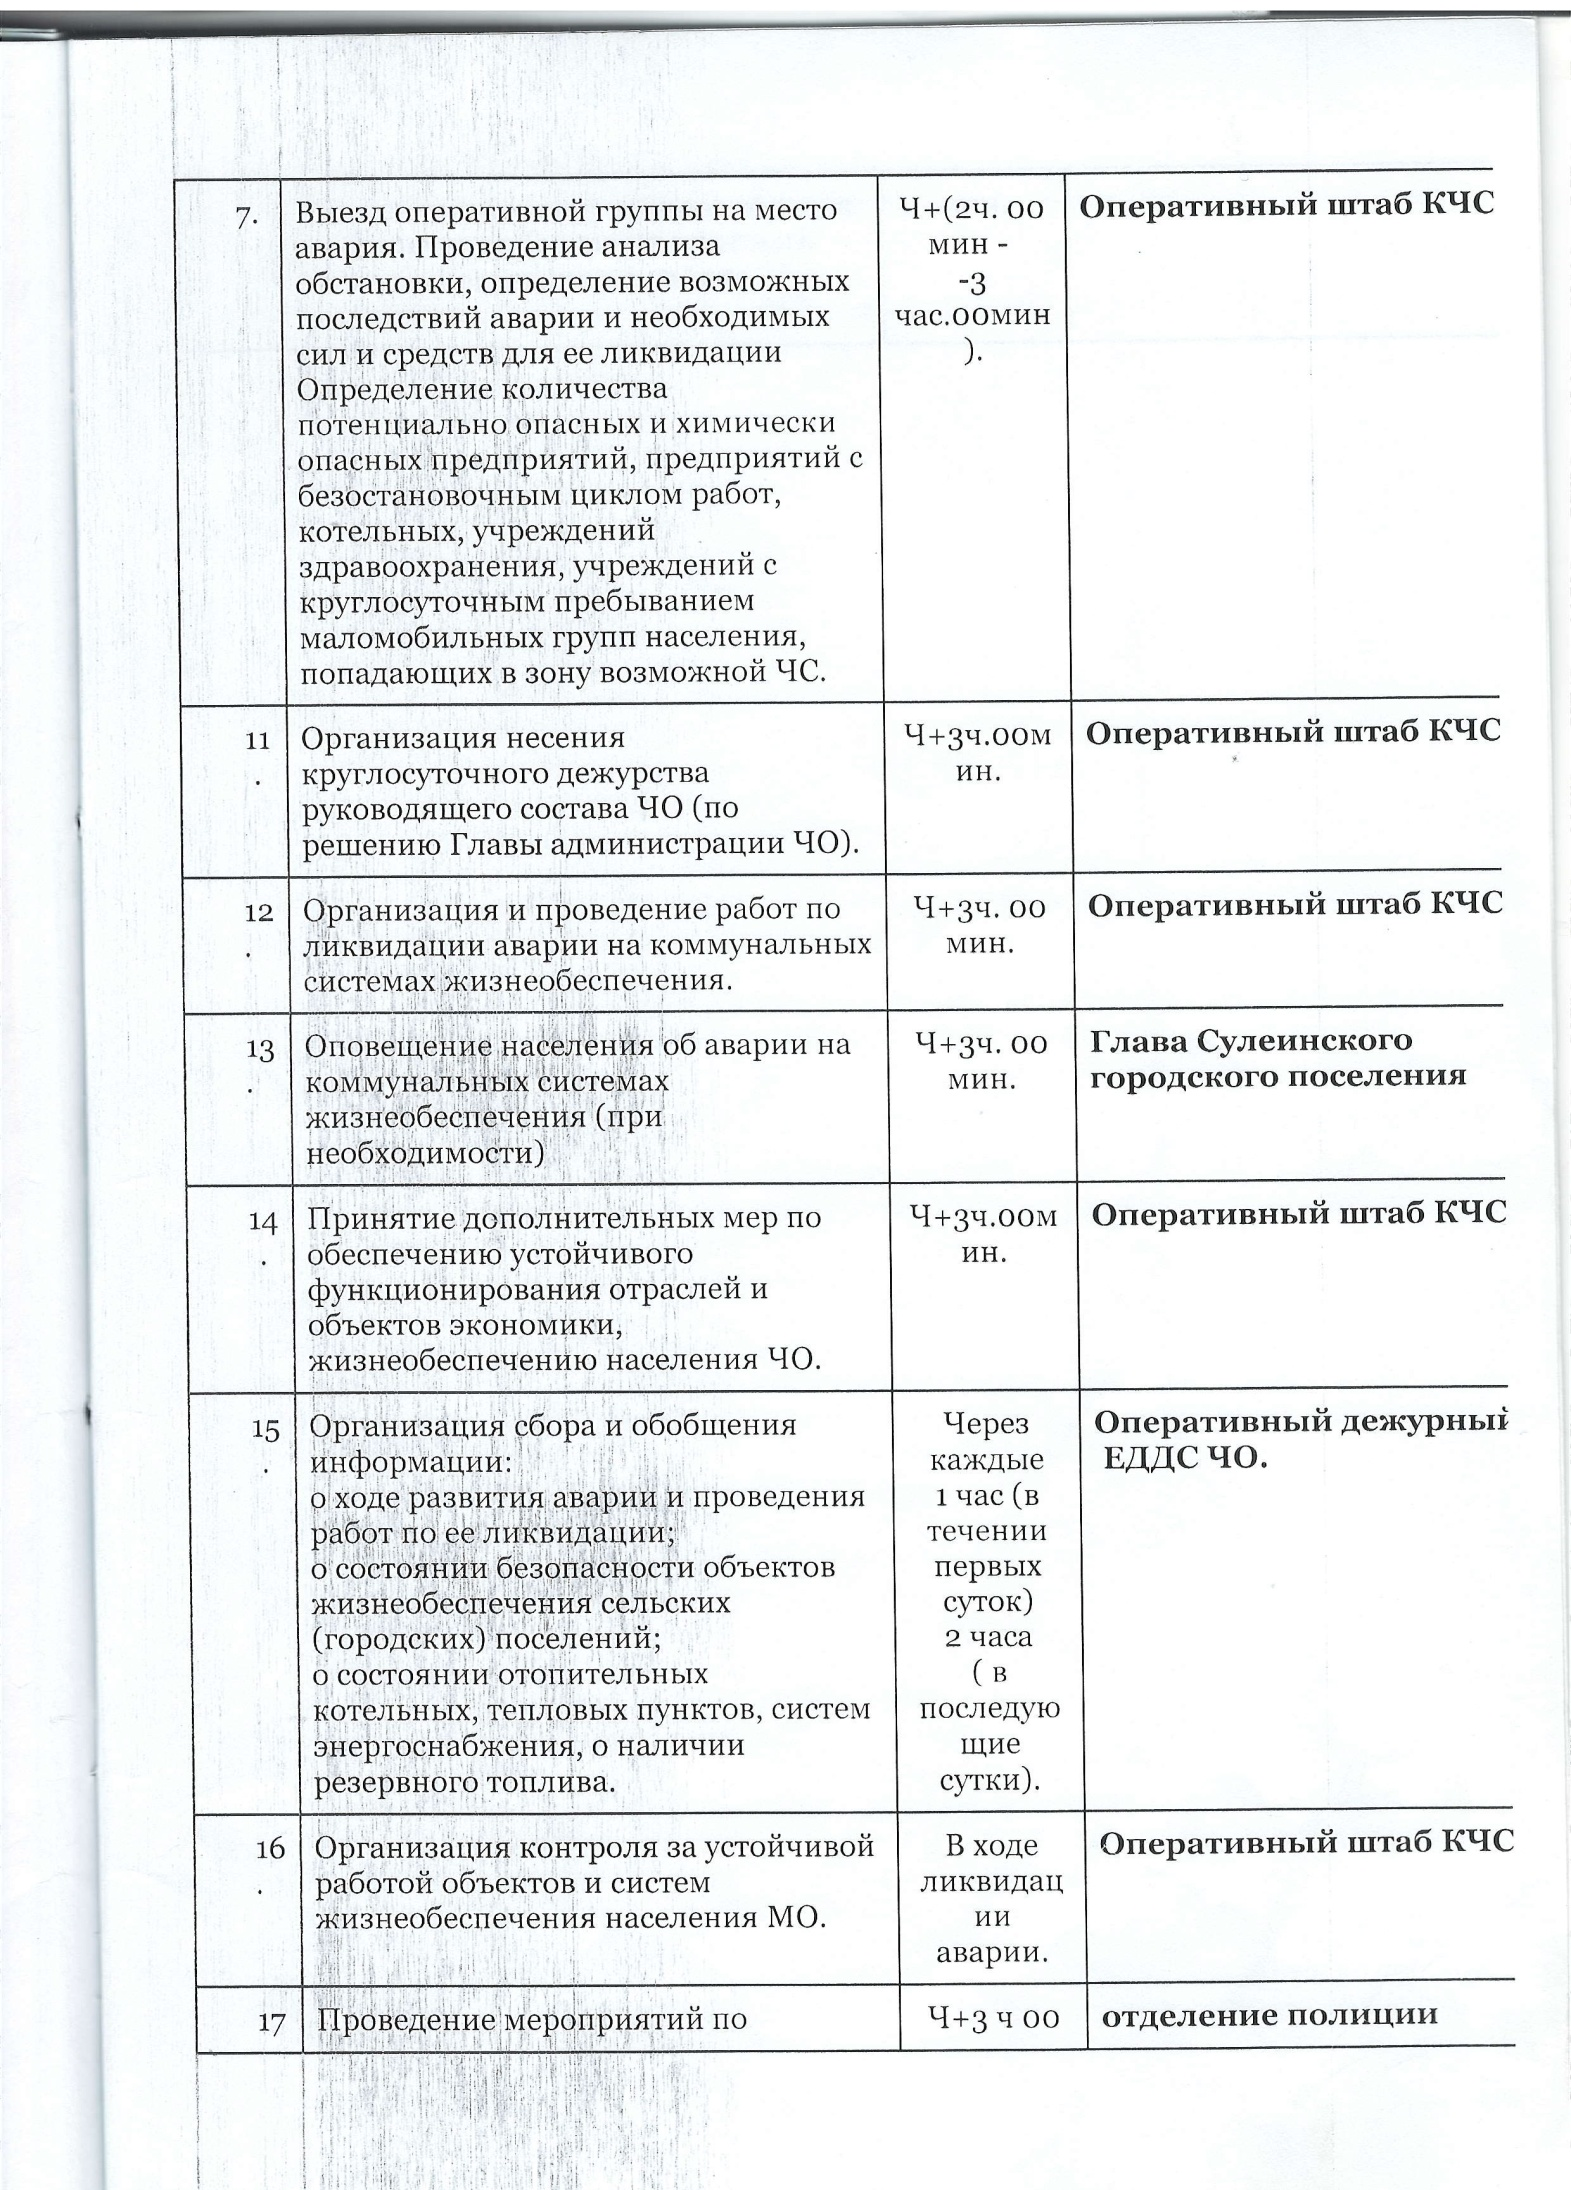 7.
Выезд оперативной группы на место
авария. Проведение анализа
обстановки, определение возможных
последствий аварии и необходимых
сил и средств для ее ликвидации
Определение количества
потенциально опасных и химически
опасных предприятий, предприятий с
безостановочным циклом работ,
котельных, учреждений
здравоохранения, учреждений с
круглосуточным пребыванием
маломобильных групп населения,
попадающих в зону возможной ЧС.
Ч+(2ч. 00
мин -
-3
час.00мин
).
Оперативный штаб КЧС
11
.
Организация несения
круглосуточного дежурства
руководящего состава ЧО (по
решению Главы администрации ЧО).
Ч+3ч.00м
ин.
Оперативный штаб КЧС
12
.
Организация и проведение работ по
ликвидации аварии на коммунальных
системах жизнеобеспечения.
Ч+3ч. 00
мин.
Оперативный штаб КЧС
13
.
Оповещение населения об аварии на
коммунальных системах
жизнеобеспечения (при
необходимости)
Ч+3ч. 00
мин.
Глава Сулеинского
городского поселения
14
.
Принятие дополнительных мер по
обеспечению устойчивого
функционирования отраслей и
объектов экономики,
жизнеобеспечению населения ЧО.
Ч+3ч.00м
ин.
Оперативный штаб КЧС
15
.
Организация сбора и обобщения
информации:
о ходе развития аварии и проведения
работ по ее ликвидации;
о состоянии безопасности объектов
жизнеобеспечения сельских
(городских) поселений;
о состоянии отопительных
котельных, тепловых пунктов, систем
энергоснабжения, о наличии
резервного топлива.
Через
каждые
1 час (в
течении
первых
суток)
2 часа
( в
последую
щие
сутки).
Оперативный дежурный
ЕДДС ЧО.
16
.
Организация контроля за устойчивой
работой объектов и систем
жизнеобеспечения населения МО.
В ходе
ликвидац
ии
аварии.
Оперативный штаб КЧС
17
Проведение мероприятий по
Ч+3 ч 00
отделение полиции